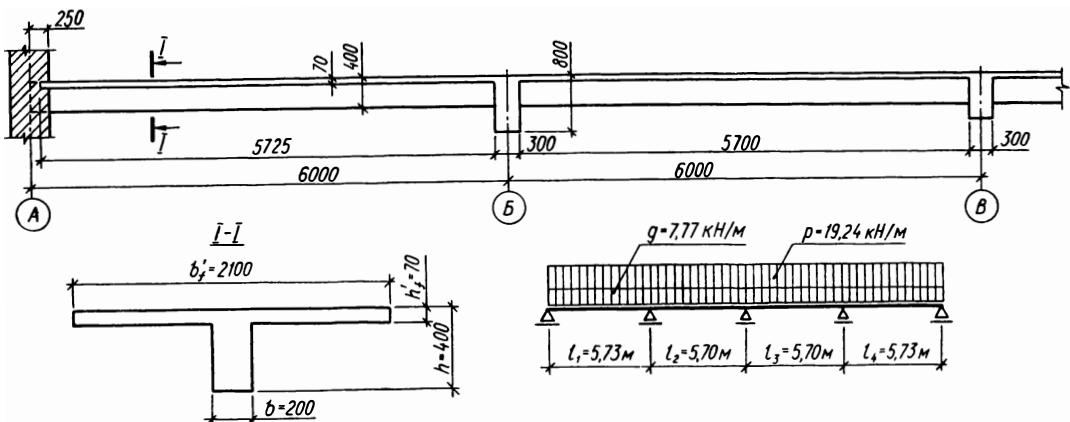 250
I
I
70
400
800
5725
300
5700
300
6000
6000
А
Б
В
I-I
b'f=2100
h'f=70
h=400
b=200
g=7,77 кН/м
p=19,24 кН/м
l₁=5,73м
l₂=5,70м
l₃=5,70м
l₄=5,73м